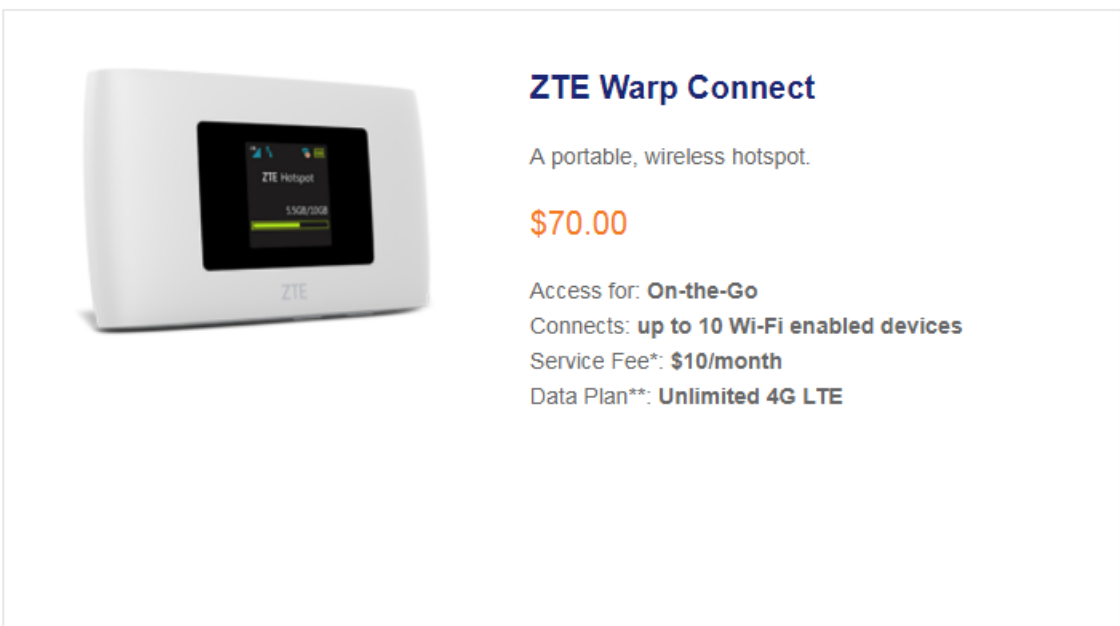 ZTE Warp Connect
A portable, wireless hotspot.
$70.00
Access for: On-the-Go
Connects: up to 10 Wi-Fi enabled devices
Service Fee*: $10/month
Data Plan**: Unlimited 4G LTE
ZTE Hotspot
5.5GB/10GB
ZTE